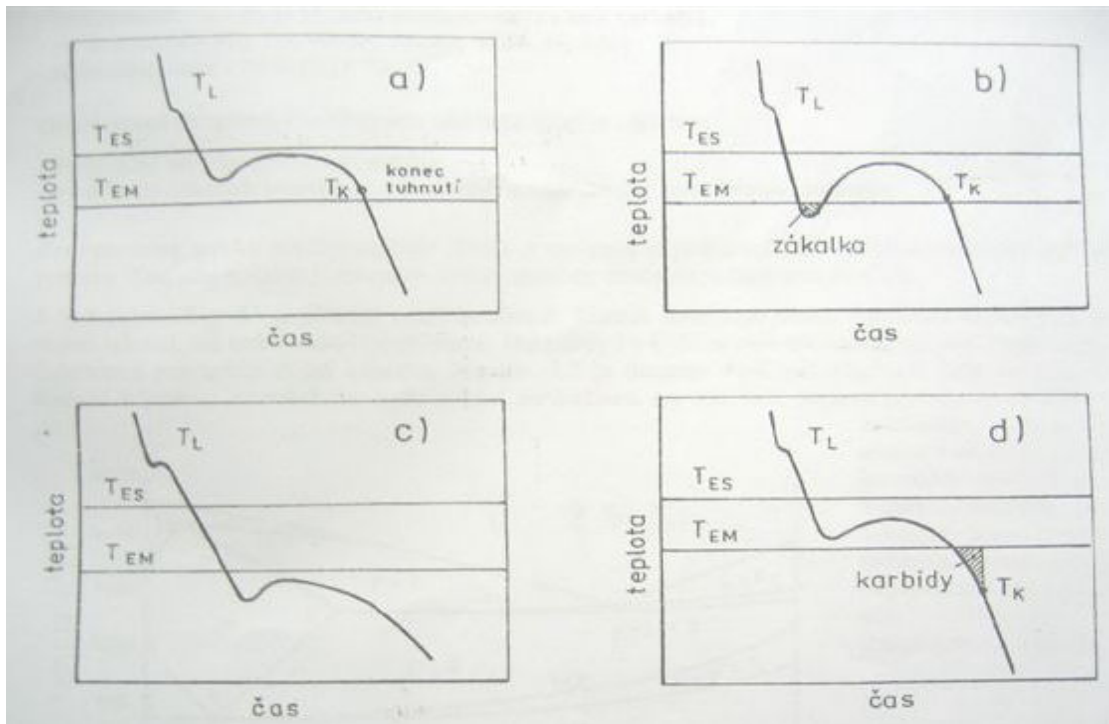 a)
T_L
T_ES
T_EM
T_K
konec
tuhnutí
teplota
čas
b)
T_L
T_ES
T_EM
T_K
zákalka
teplota
čas
c)
T_L
T_ES
T_EM
teplota
čas
d)
T_L
T_ES
T_EM
karbidy
T_K
teplota
čas